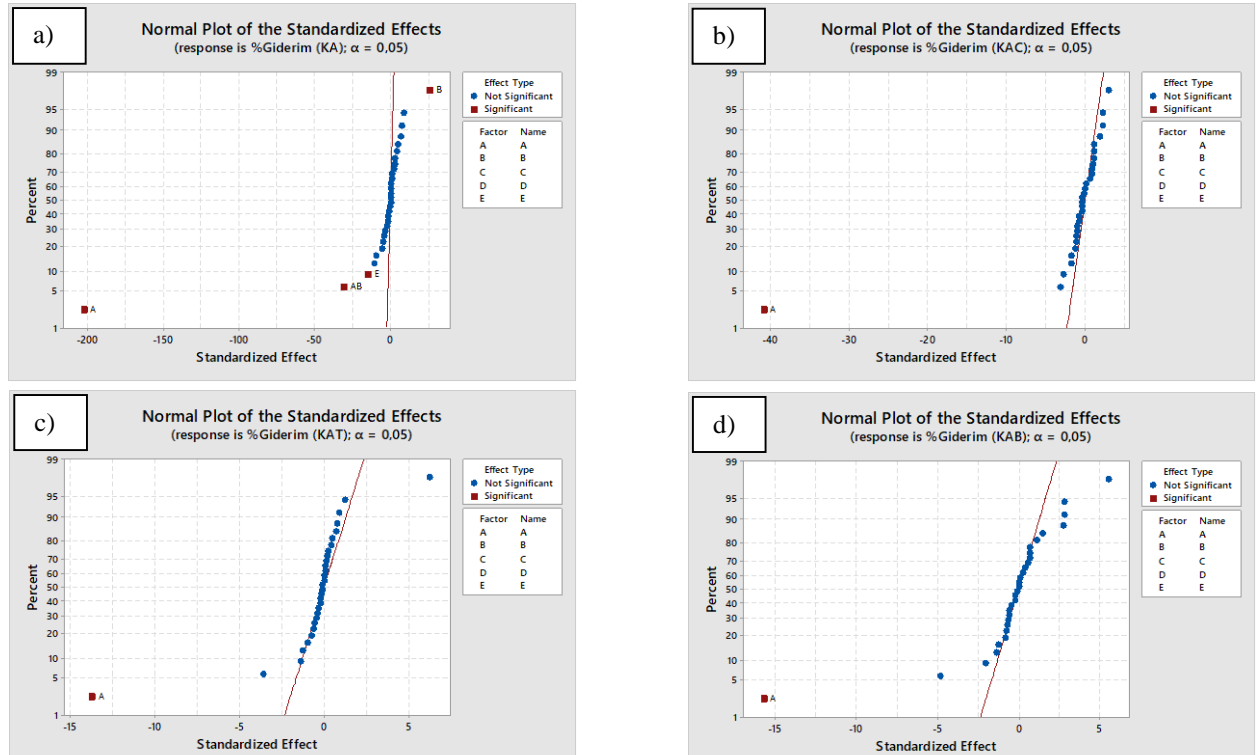 a)
Normal Plot of the Standardized Effects
(response is %Giderim (KA); α = 0,05)
Percent
99
95
90
80
70
60
50
40
30
20
10
5
1
B
E
AB
A
-200
-150
-100
-50
0
Standardized Effect
Effect Type
Not Significant
Significant
Factor Name
A A
B B
C C
D D
E E
b)
Normal Plot of the Standardized Effects
(response is %Giderim (KAC); α = 0,05)
Percent
99
95
90
80
70
60
50
40
30
20
10
5
1
A
-40
-30
-20
-10
0
Standardized Effect
Effect Type
Not Significant
Significant
Factor Name
A A
B B
C C
D D
E E
c)
Normal Plot of the Standardized Effects
(response is %Giderim (KAT); α = 0,05)
Percent
99
95
90
80
70
60
50
40
30
20
10
5
1
A
-15
-10
-5
0
5
Standardized Effect
Effect Type
Not Significant
Significant
Factor Name
A A
B B
C C
D D
E E
d)
Normal Plot of the Standardized Effects
(response is %Giderim (KAB); α = 0,05)
Percent
99
95
90
80
70
60
50
40
30
20
10
5
1
A
-15
-10
-5
0
5
Standardized Effect
Effect Type
Not Significant
Significant
Factor Name
A A
B B
C C
D D
E E